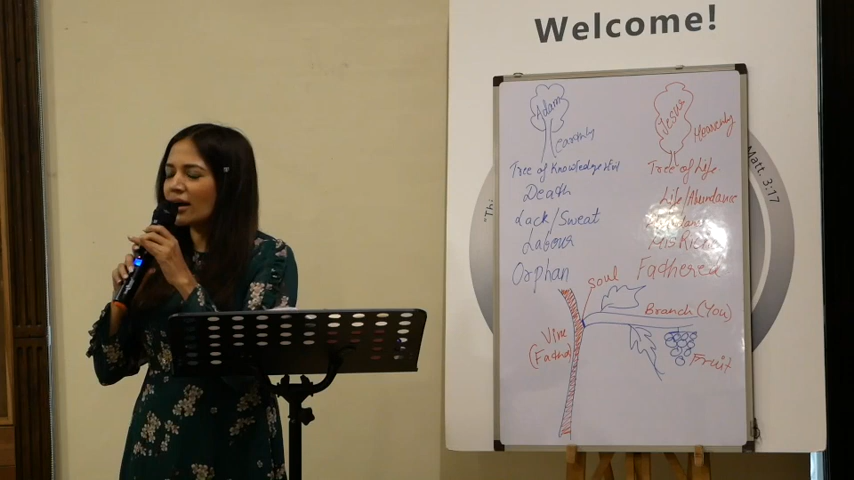 Welcome!
Adam
Earthly
Tree of Knowledge
Death
Lack/Sweat
Labour
Orphan
Jesus
Heavenly
Tree of Life
Life/Abundance
Fathered
soul
Branch (You)
Vine
Fruit
"Thi
Matt. 3:17